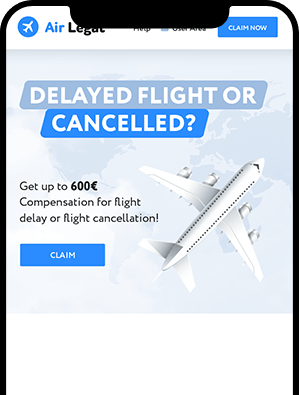 Air Legat
Help User Area CLAIM NOW
DELAYED FLIGHT OR
CANCELLED?
Get up to 600€
Compensation for flight
delay or flight cancellation!
CLAIM